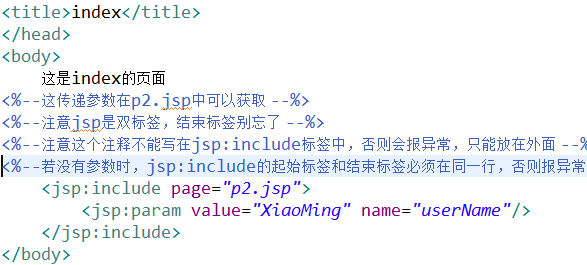 <title>index</title>
</head>
<body>
这是index的页面
<%--这传递参数在p2.jsp中可以获取 --%>
<%--注意jsp是双标签，结束标签别忘了 --%>
<%--注意这个注释不能写在jsp:include标签中，否则会报异常，只能放在外面 --%
<%--若没有参数时，jsp:include的起始标签和结束标签必须在同一行，否则报异常
<jsp:include page="p2.jsp">
<jsp:param value="XiaoMing" name="userName"/>
</jsp:include>
</body>